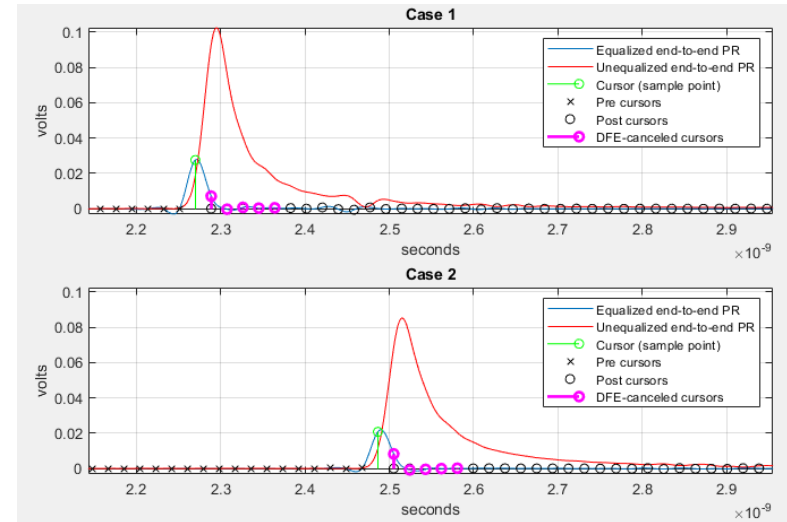 Case 1
0.1
0.08
0.06
0.04
0.02
0
volts
Equalized end-to-end PR
Unequalized end-to-end PR
Cursor (sample point)
Pre cursors
Post cursors
DFE-canceled cursors
2.2
2.3
2.4
2.5
2.6
2.7
2.8
2.9
seconds
×10⁻⁹
Case 2
0.1
0.08
0.06
0.04
0.02
0
volts
Equalized end-to-end PR
Unequalized end-to-end PR
Cursor (sample point)
Pre cursors
Post cursors
DFE-canceled cursors
2.2
2.3
2.4
2.5
2.6
2.7
2.8
2.9
seconds
×10⁻⁹